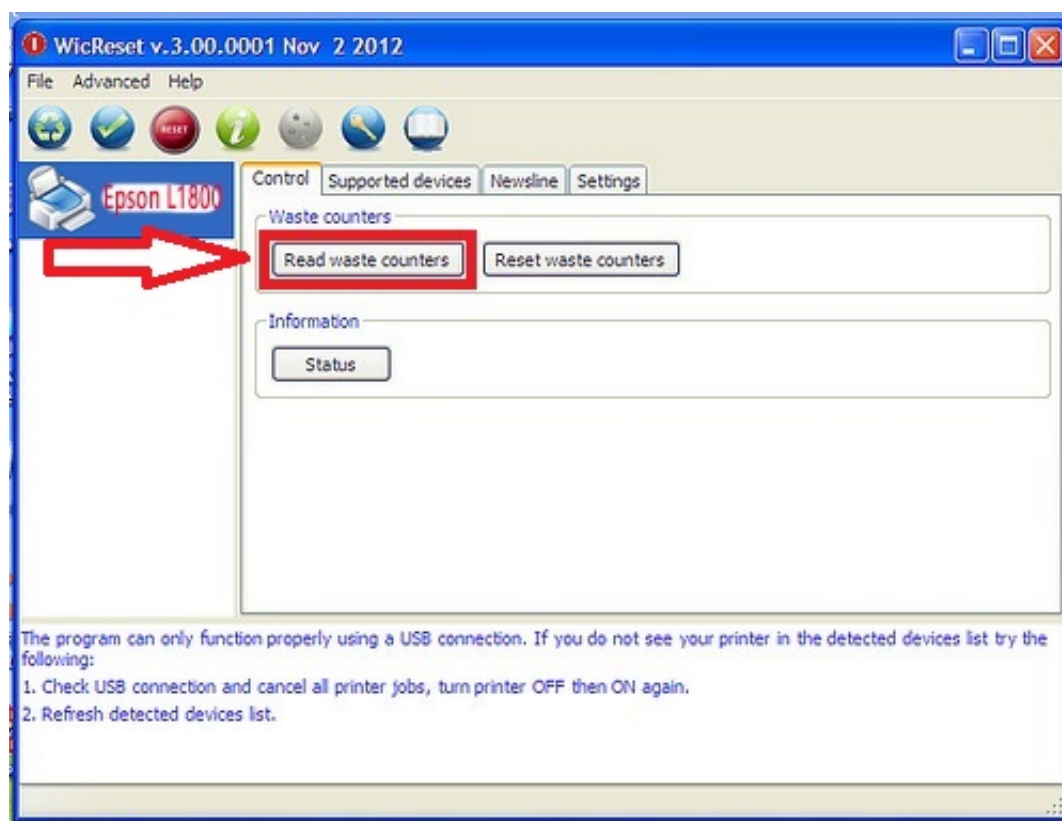 WicReset v.3.00.0001 Nov 2 2012
File Advanced Help
RESET
Epson L1800
Control Supported devices Newsline Settings
Waste counters
Read waste counters Reset waste counters
Information
Status
The program can only function properly using a USB connection. If you do not see your printer in the detected devices list try the
following:
1. Check USB connection and cancel all printer jobs, turn printer OFF then ON again.
2. Refresh detected devices list.